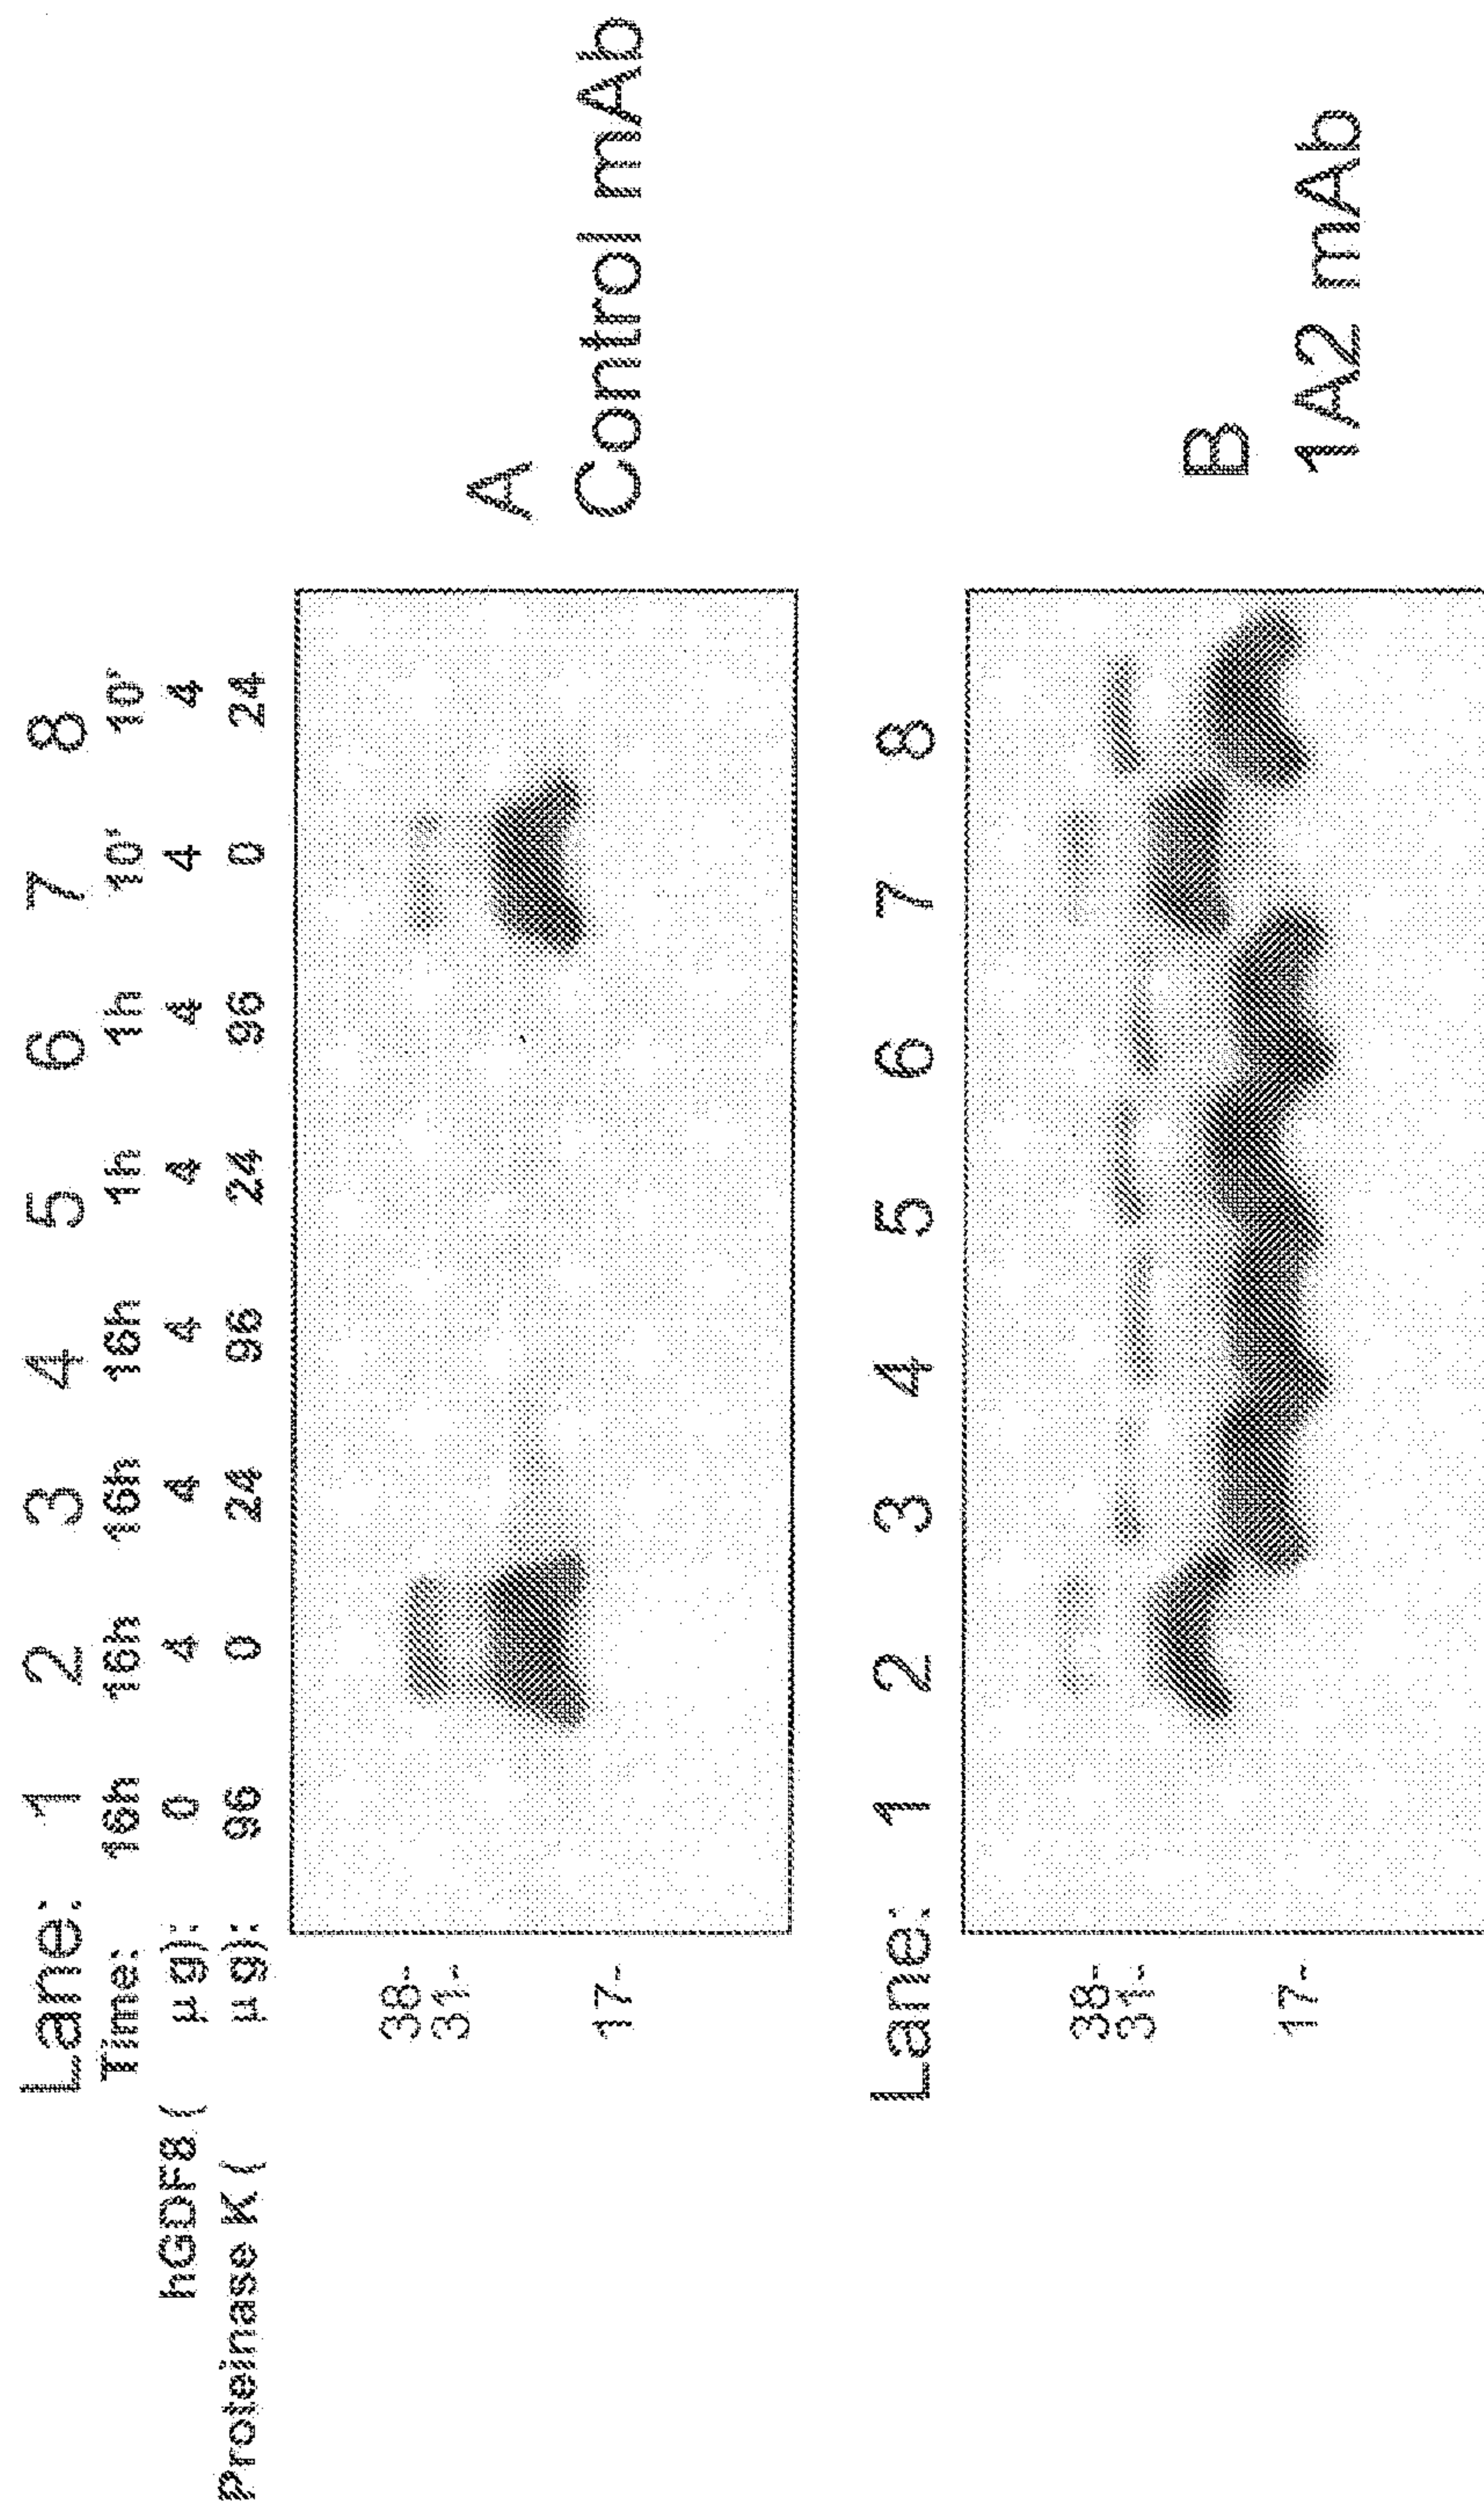 Lane: 1 2 3 4 5 6 7 8
Time: 16h 16h 16h 16h 1h 1h 10' 10'
hGDF8 ( μg): 0 4 4 4 4 4 4 4
Proteinase K ( μg): 96 0 24 96 24 96 0 24
38-
31-
17-
A
Control mAb
Lane: 1 2 3 4 5 6 7 8
38-
31-
17-
B
1A2 mAb